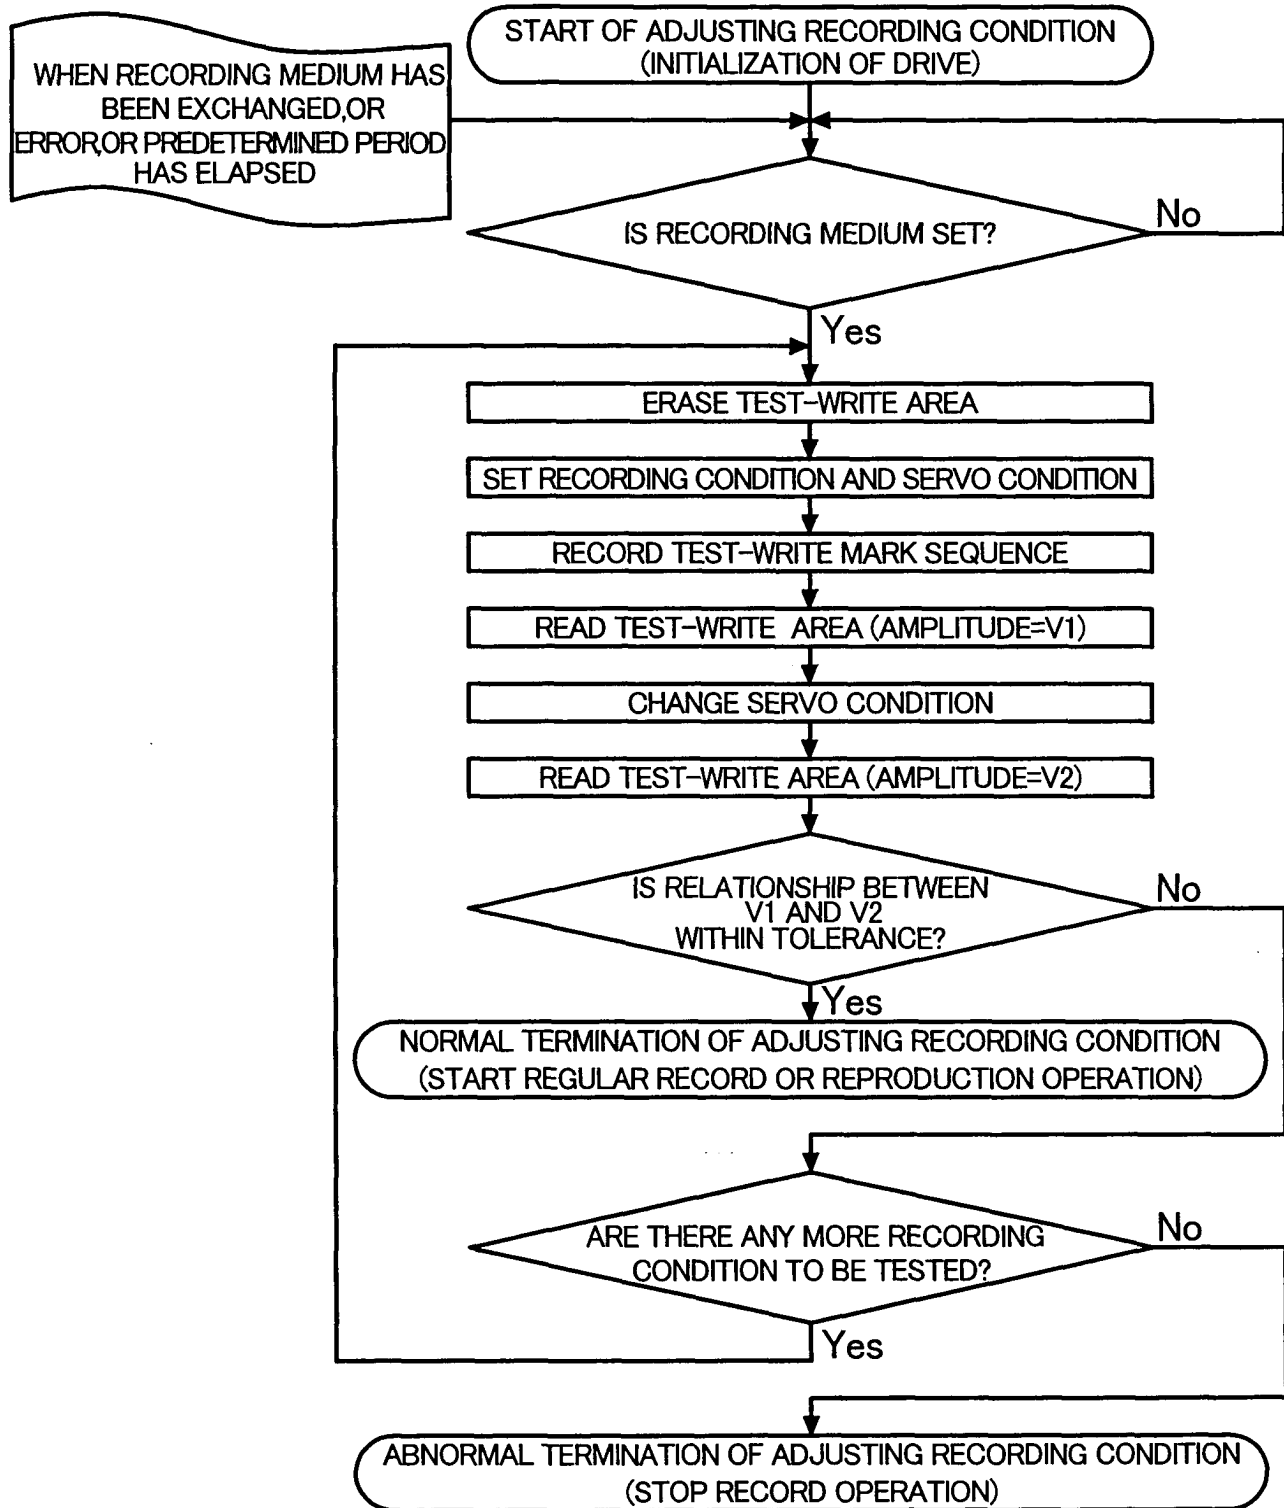 START OF ADJUSTING RECORDING CONDITION
(INITIALIZATION OF DRIVE)
WHEN RECORDING MEDIUM HAS
BEEN EXCHANGED,OR
ERROR,OR PREDETERMINED PERIOD
HAS ELAPSED
IS RECORDING MEDIUM SET?
No
Yes
ERASE TEST-WRITE AREA
SET RECORDING CONDITION AND SERVO CONDITION
RECORD TEST-WRITE MARK SEQUENCE
READ TEST-WRITE AREA (AMPLITUDE=V1)
CHANGE SERVO CONDITION
READ TEST-WRITE AREA (AMPLITUDE=V2)
IS RELATIONSHIP BETWEEN
V1 AND V2
WITHIN TOLERANCE?
No
Yes
NORMAL TERMINATION OF ADJUSTING RECORDING CONDITION
(START REGULAR RECORD OR REPRODUCTION OPERATION)
ARE THERE ANY MORE RECORDING
CONDITION TO BE TESTED?
No
Yes
ABNORMAL TERMINATION OF ADJUSTING RECORDING CONDITION
(STOP RECORD OPERATION)